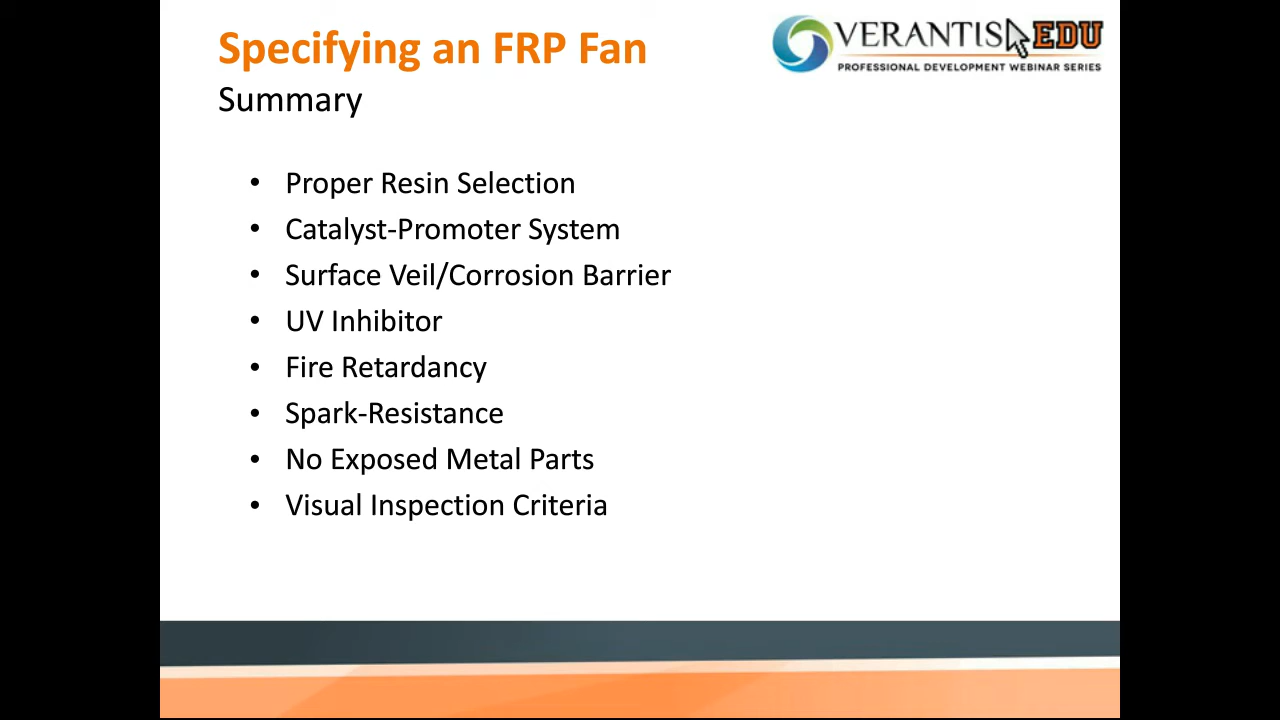 Specifying an FRP Fan
VERANTIS EDU
PROFESSIONAL DEVELOPMENT WEBINAR SERIES
Summary
• Proper Resin Selection
• Catalyst-Promoter System
• Surface Veil/Corrosion Barrier
• UV Inhibitor
• Fire Retardancy
• Spark-Resistance
• No Exposed Metal Parts
• Visual Inspection Criteria